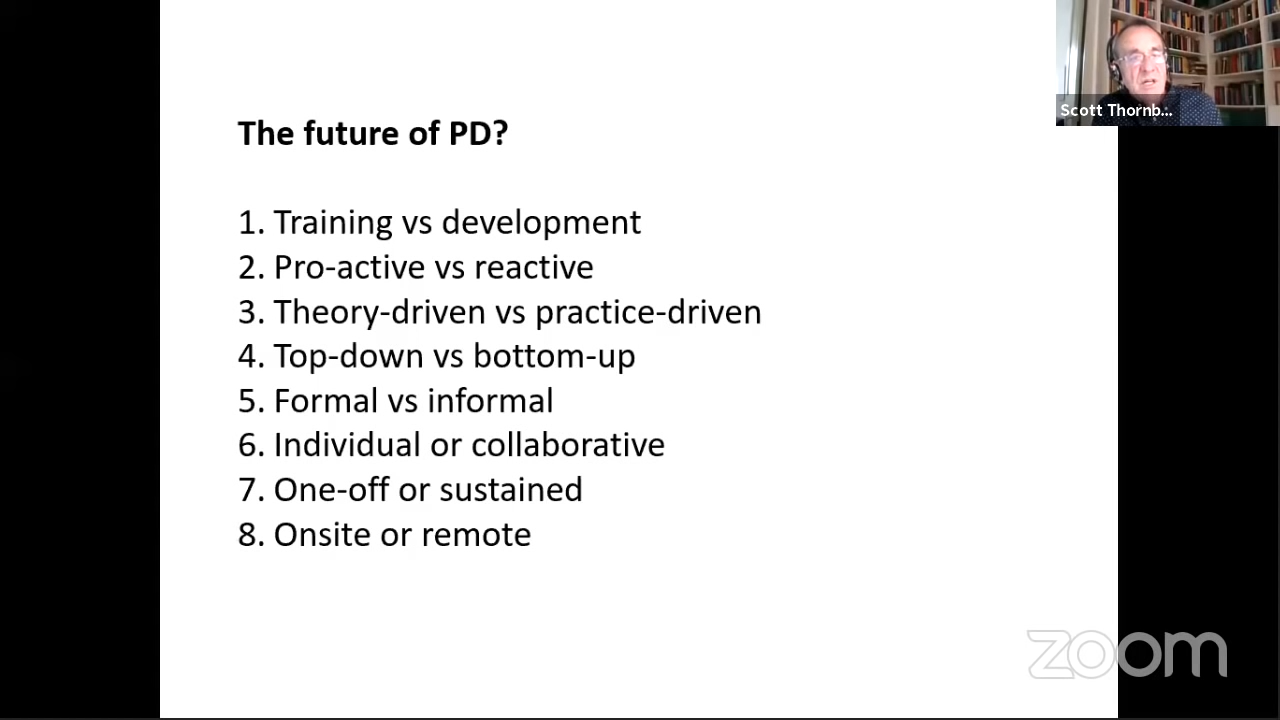 The future of PD?
1. Training vs development
2. Pro-active vs reactive
3. Theory-driven vs practice-driven
4. Top-down vs bottom-up
5. Formal vs informal
6. Individual or collaborative
7. One-off or sustained
8. Onsite or remote
Scott Thornb...
zoom